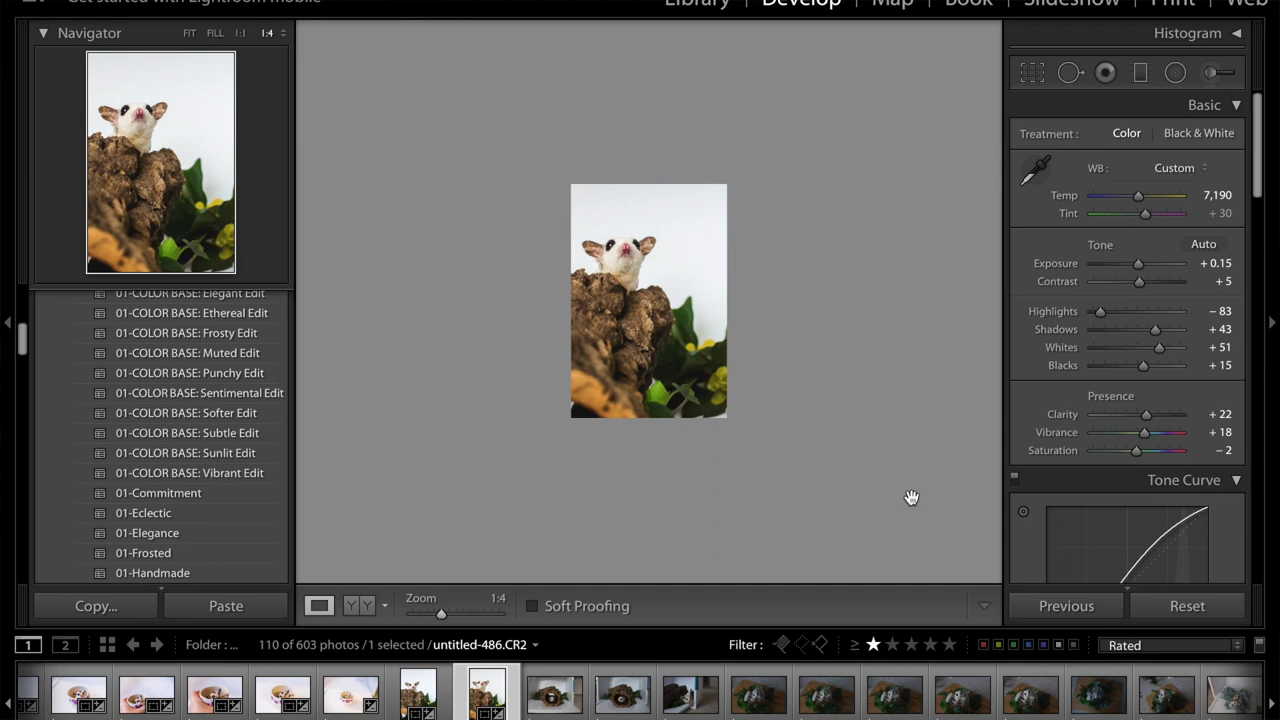 Get started with Lightroom mobile
Library | Develop | Map | Book | Slideshow | Print | Web
Navigator FIT FILL 1:1 1:4
01-COLOR BASE: Elegant Edit
01-COLOR BASE: Ethereal Edit
01-COLOR BASE: Frosty Edit
01-COLOR BASE: Muted Edit
01-COLOR BASE: Punchy Edit
01-COLOR BASE: Sentimental Edit
01-COLOR BASE: Softer Edit
01-COLOR BASE: Subtle Edit
01-COLOR BASE: Sunlit Edit
01-COLOR BASE: Vibrant Edit
01-Commitment
01-Eclectic
01-Elegance
01-Frosted
01-Handmade
Copy... Paste
Zoom 1:4 Soft Proofing
Histogram
Basic
Treatment : Color | Black & White
WB : Custom
Temp 7,190
Tint + 30
Tone Auto
Exposure + 0.15
Contrast + 5
Highlights – 83
Shadows + 43
Whites + 51
Blacks + 15
Presence
Clarity + 22
Vibrance + 18
Saturation – 2
Tone Curve
Previous Reset
1 2 Folder : ... 110 of 603 photos / 1 selected / untitled-486.CR2 Filter : ≥ Rated